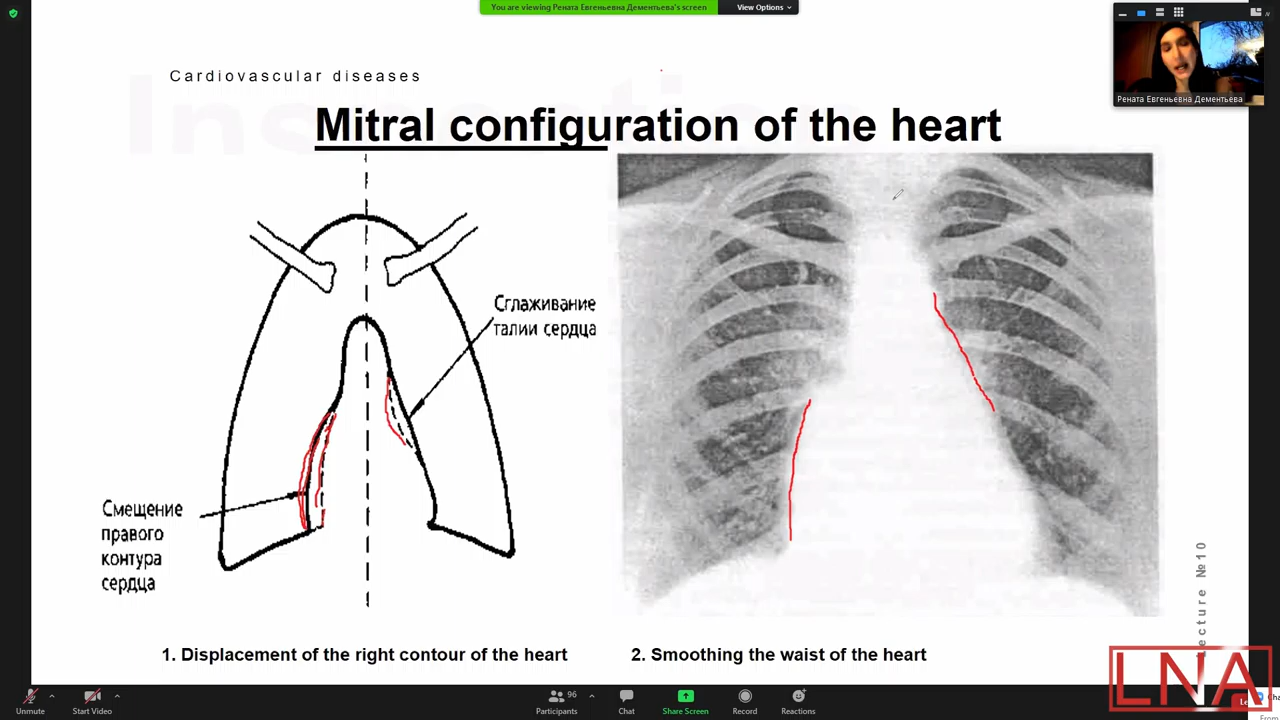 You are viewing Рената Евгеньевна Дементьева's screen
View Options
Рената Евгеньевна Дементьева
Cardiovascular diseases
Mitral configuration of the heart
Сглаживание
талии сердца
Смещение
правого
контура
сердца
1. Displacement of the right contour of the heart
2. Smoothing the waist of the heart
Lecture №10
LNA
Unmute
Start Video
Participants
96
Chat
Share Screen
Record
Reactions